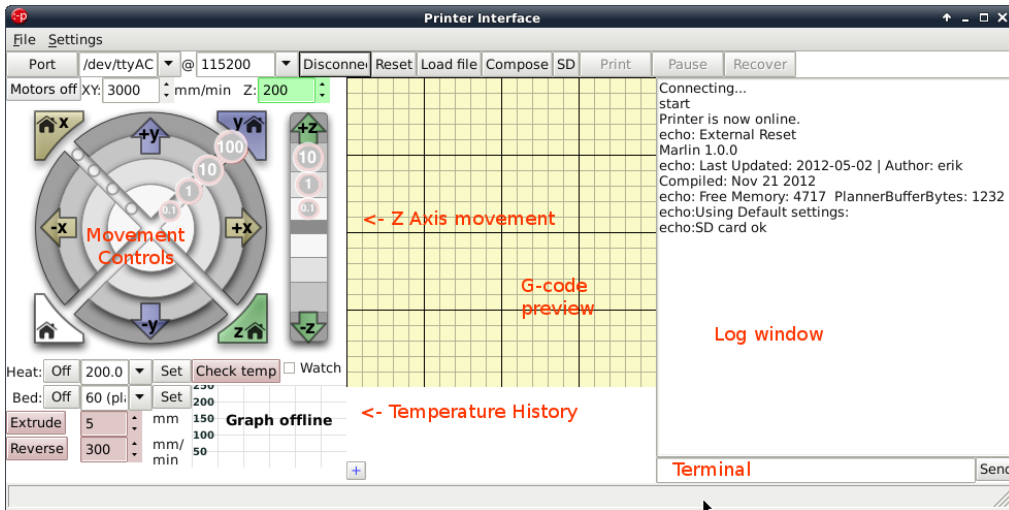 Printer Interface
File Settings
Port /dev/ttyAC @ 115200 Disconne Reset Load file Compose SD Print Pause Recover
Motors off XY: 3000 mm/min Z: 200
x +y y +z
100
10
1
0.1
10
1
0.1
-x +x
-y z -z
Movement
Controls
<- Z Axis movement
G-code
preview
Connecting...
start
Printer is now online.
echo: External Reset
Marlin 1.0.0
echo: Last Updated: 2012-05-02 | Author: erik
Compiled: Nov 21 2012
echo: Free Memory: 4717 PlannerBufferBytes: 1232
echo:Using Default settings:
echo:SD card ok
Log window
Heat: Off 200.0 Set Check temp Watch
Bed: Off 60 (pl Set
Extrude 5 mm
Reverse 300 mm/
min
250
200
150
100
50
Graph offline
<- Temperature History
+
Terminal
Send